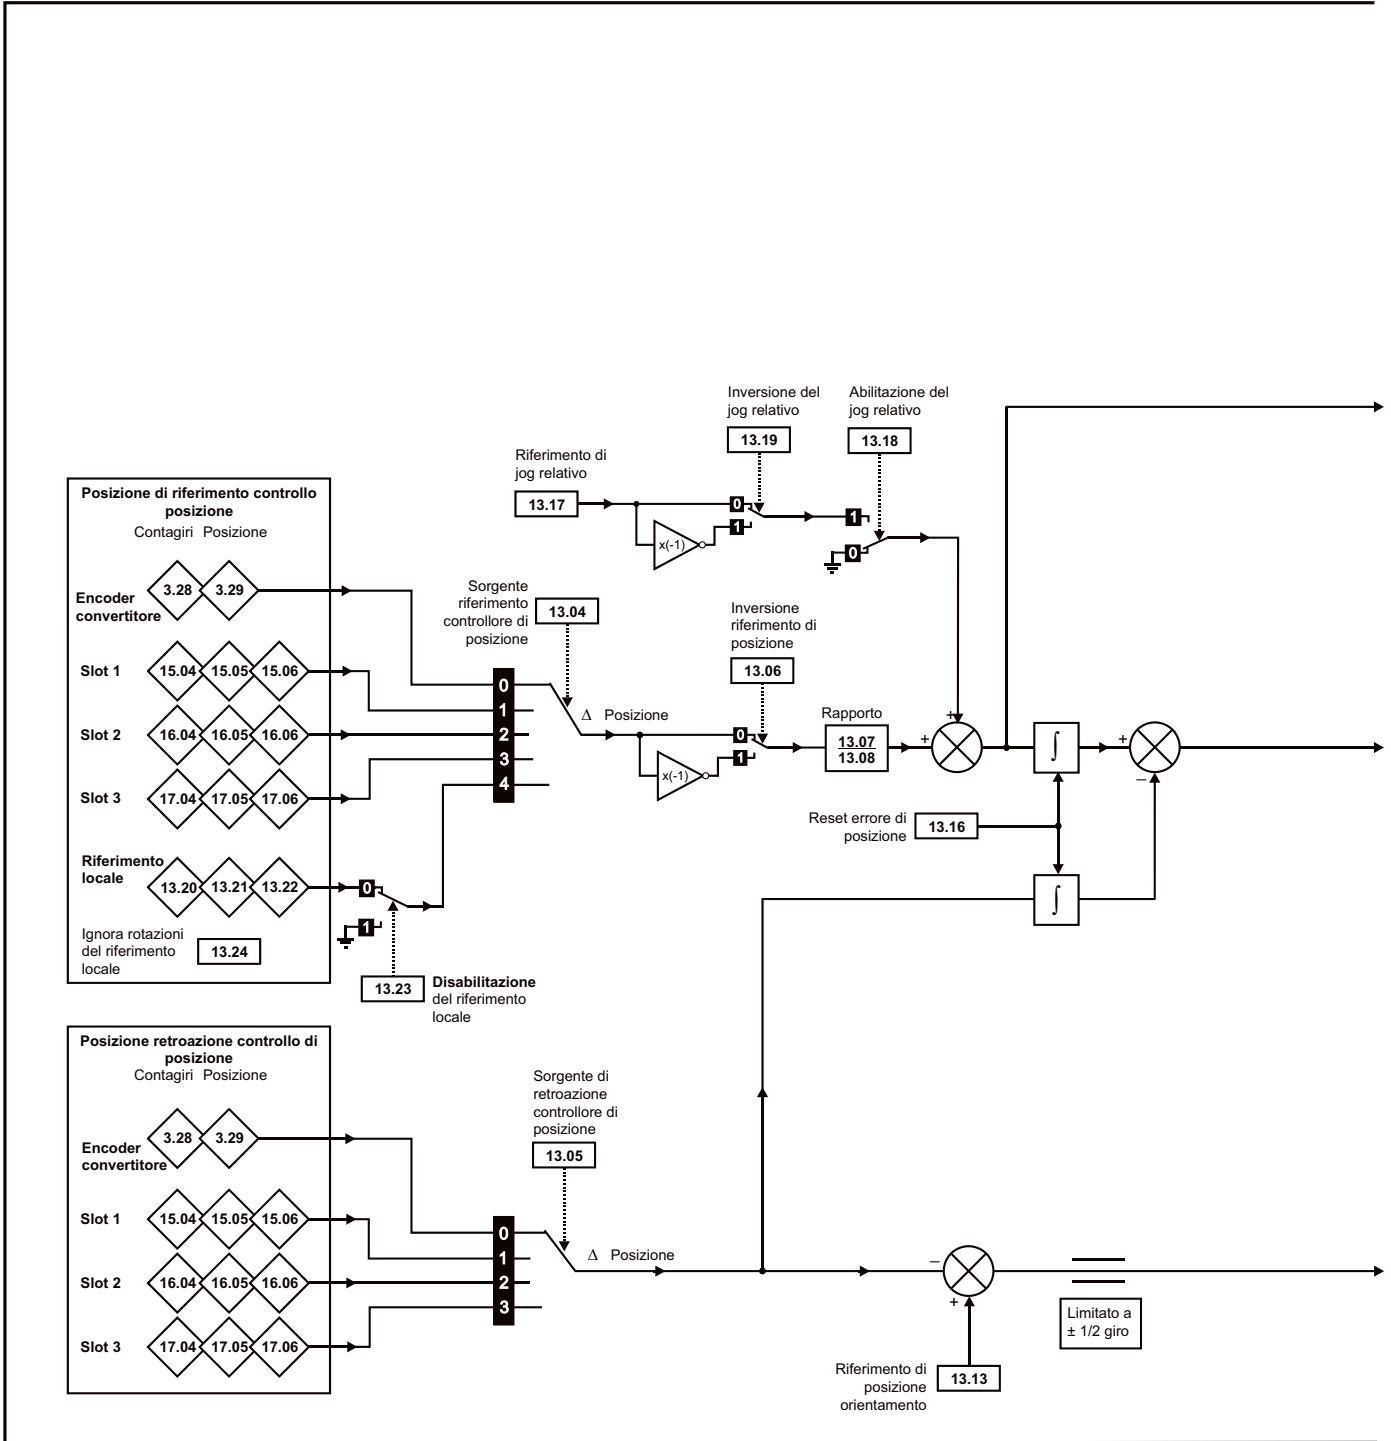 Inversione del
jog relativo
13.19
Abilitazione del
jog relativo
13.18
Riferimento di
jog relativo
13.17
0
1
x(-1)
1
0
Posizione di riferimento controllo
posizione
Contagiri Posizione
Encoder
convertitore
3.28 3.29
Slot 1
15.04 15.05 15.06
Slot 2
16.04 16.05 16.06
Slot 3
17.04 17.05 17.06
Riferimento
locale
13.20 13.21 13.22
Ignora rotazioni
del riferimento
locale
13.24
0
1
13.23
Disabilitazione
del riferimento
locale
Sorgente
riferimento
controllore di
posizione
13.04
0
1
2
3
4
Δ Posizione
x(-1)
Inversione
riferimento di
posizione
13.06
0
1
Rapporto
13.07
13.08
+
+
∫
+
–
Reset errore di
posizione
13.16
∫
Posizione retroazione controllo di
posizione
Contagiri Posizione
Encoder
convertitore
3.28 3.29
Slot 1
15.04 15.05 15.06
Slot 2
16.04 16.05 16.06
Slot 3
17.04 17.05 17.06
Sorgente di
retroazione
controllore di
posizione
13.05
0
1
2
3
Δ Posizione
–
+
Limitato a
± 1/2 giro
Riferimento di
posizione
orientamento
13.13